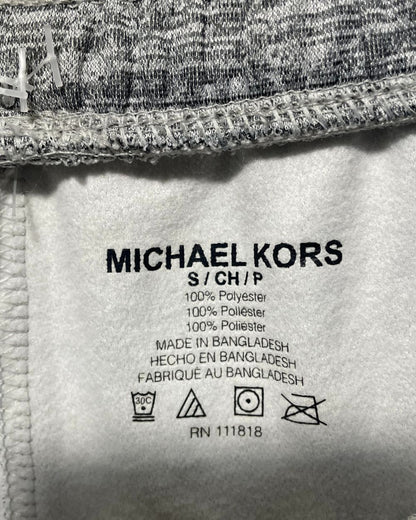 MICHAEL KORS
S / CH / P
100% Polyester
100% Poliéster
100% Poliester
MADE IN BANGLADESH
HECHO EN BANGLADESH
FABRIQUÉ AU BANGLADESH
30C
RN 111818